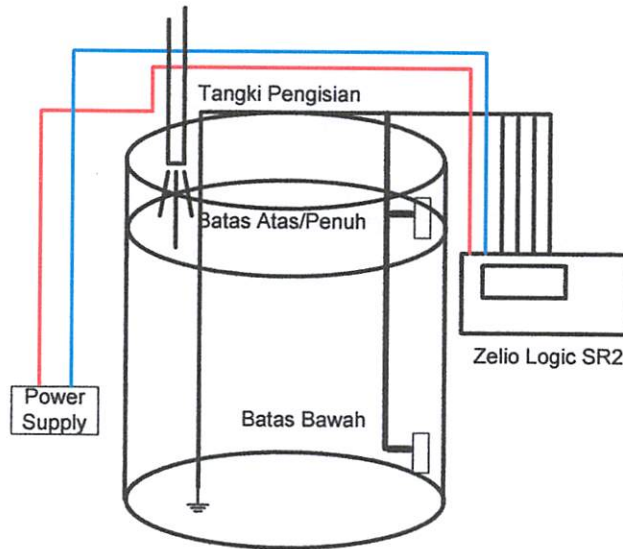 Tangki Pengisian
Batas Atas/Penuh
Zelio Logic SR2
Power
Supply
Batas Bawah